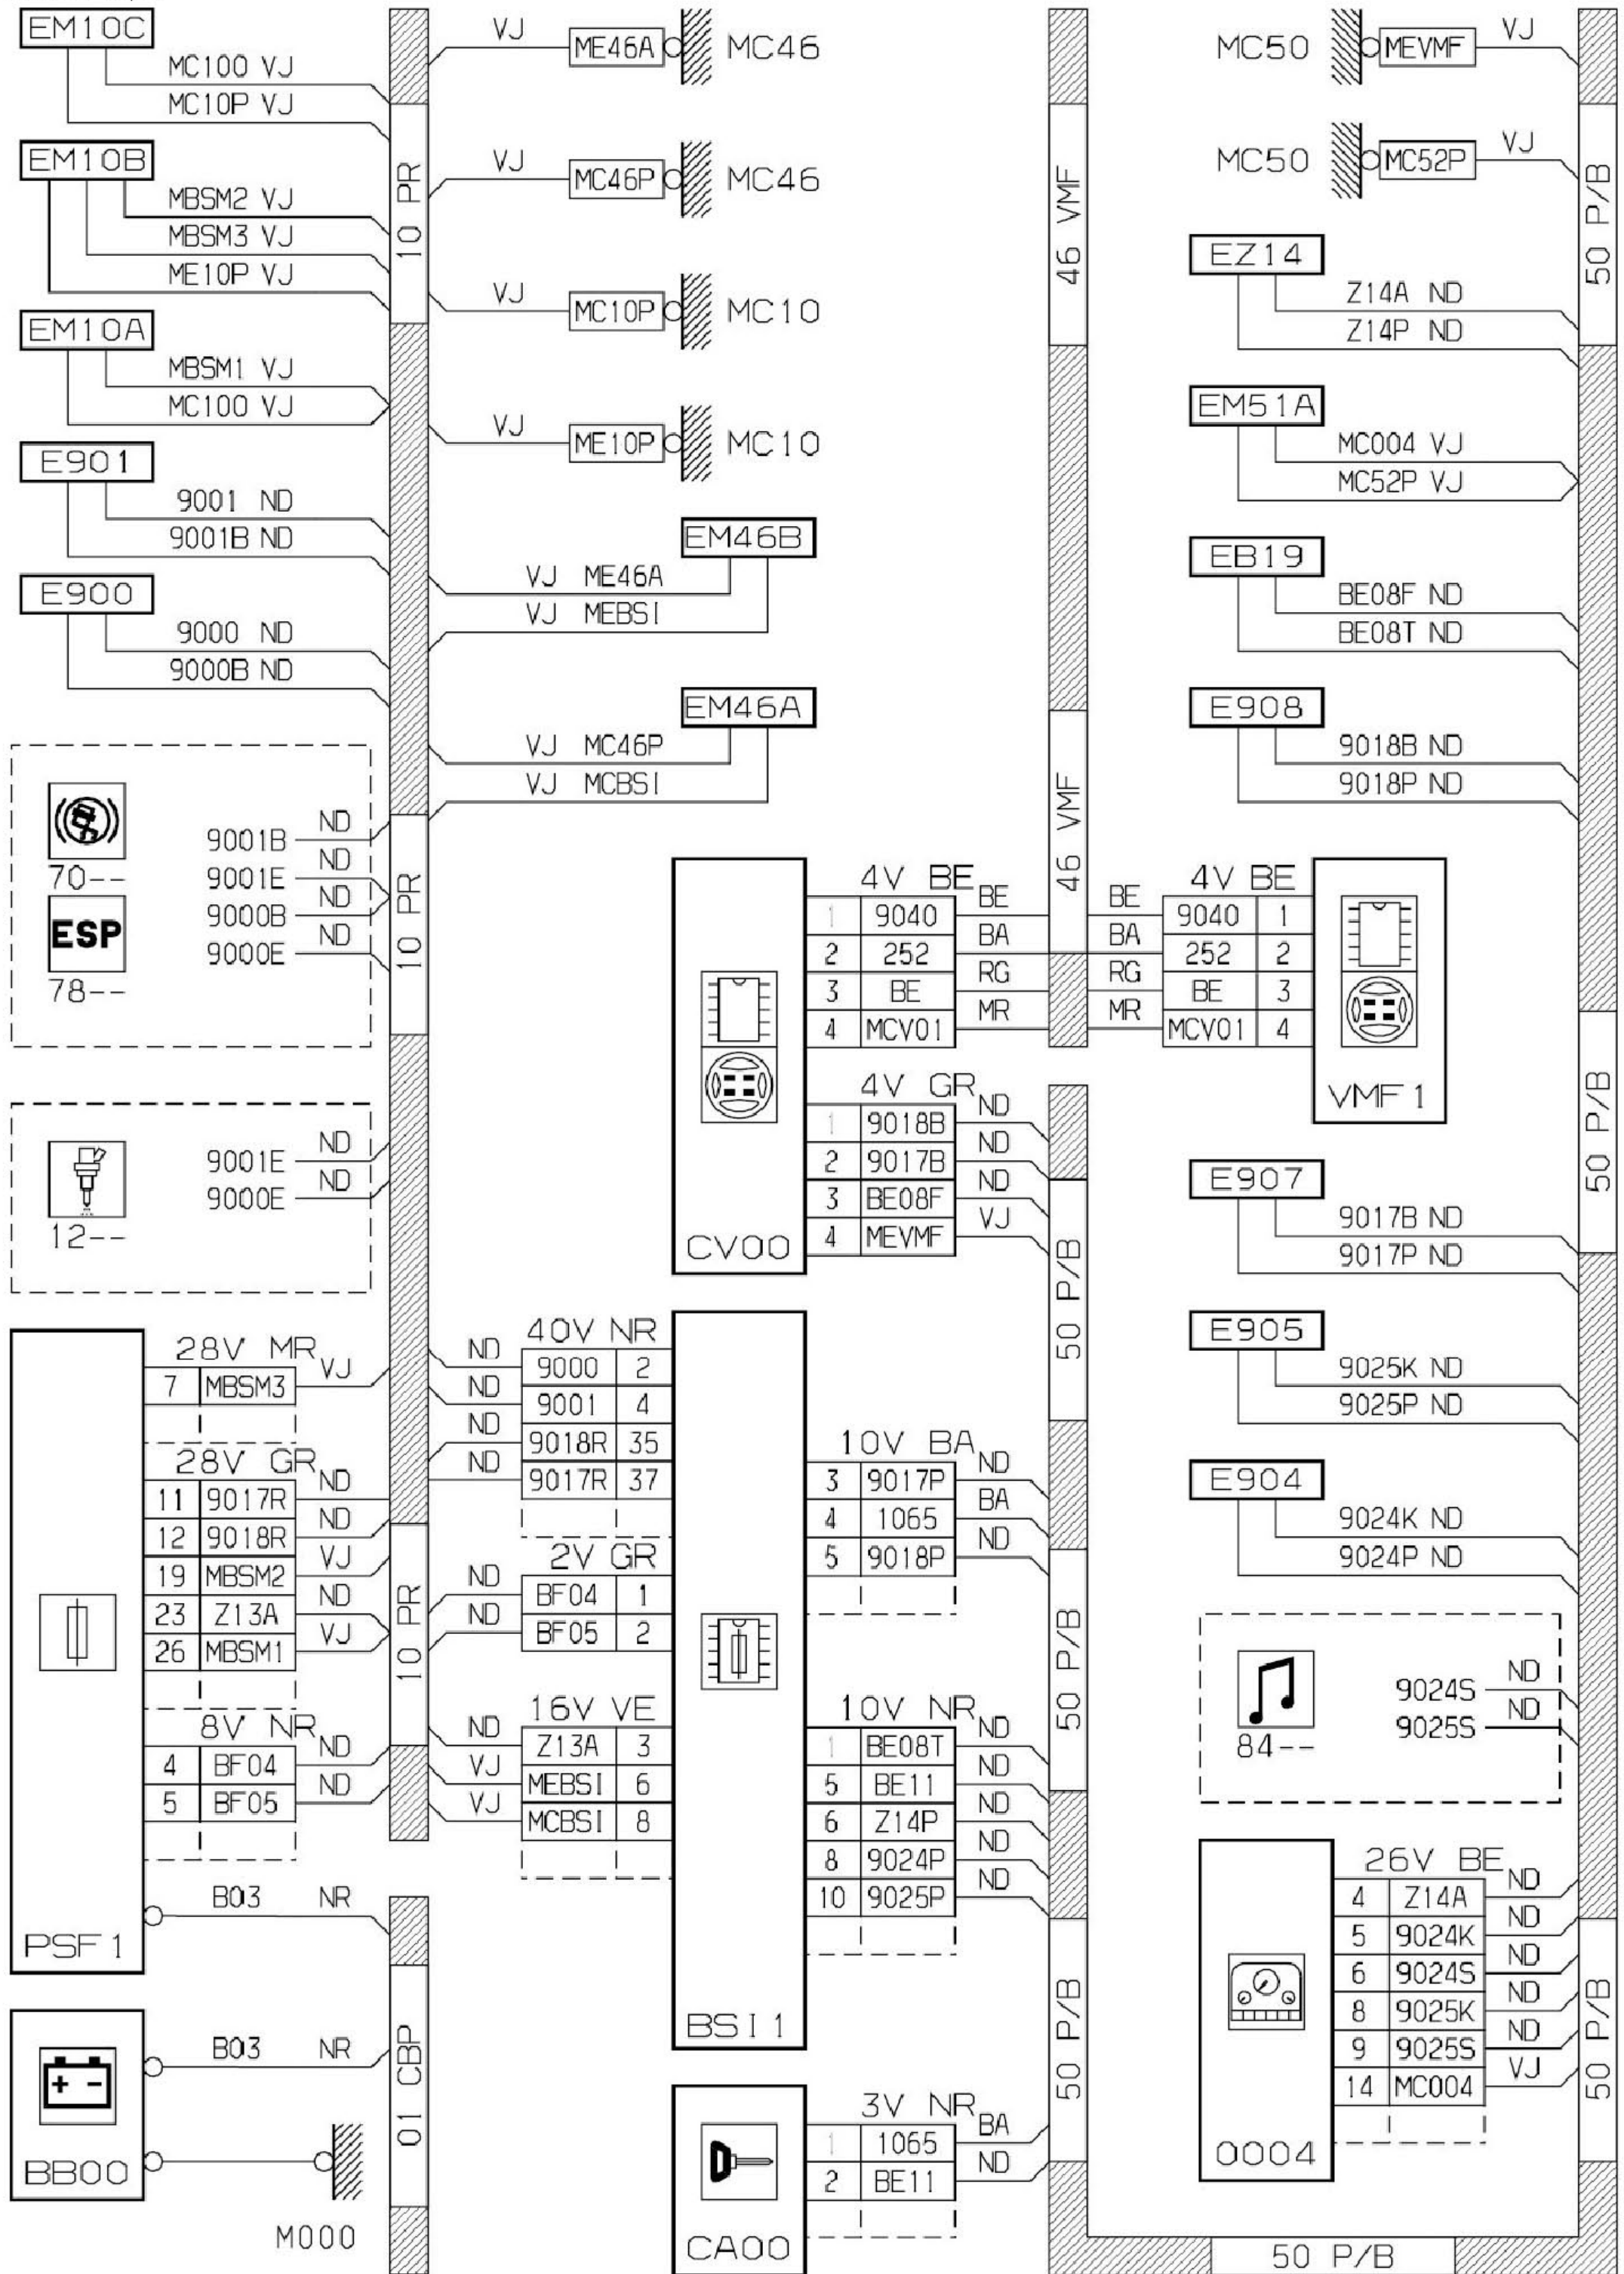 EM10C
MC100 VJ
MC10P VJ
EM10B
MBSM2 VJ
MBSM3 VJ
ME10P VJ
EM10A
MBSM1 VJ
MC100 VJ
E901
9001 ND
9001B ND
E900
9000 ND
9000B ND
70--
ESP
78--
9001B ND
9001E ND
9000B ND
9000E ND
12--
9001E ND
9000E ND
28V MR
7 MBSM3 VJ
28V GR
11 9017R ND
12 9018R ND
19 MBSM2 VJ
23 Z13A ND
26 MBSM1 VJ
8V NR
4 BF04 ND
5 BF05 ND
B03 NR
PSF1
B03 NR
BB00
M000
10 PR
10 PR
10 PR
01 CBP
VJ ME46A MC46
VJ MC46P MC46
VJ MC10P MC10
VJ ME10P MC10
EM46B
VJ ME46A
VJ MEBSI
EM46A
VJ MC46P
VJ MCBSI
CV00
4V BE
1 9040 BE
2 252 BA
3 BE RG
4 MCV01 MR
4V GR
1 9018B ND
2 9017B ND
3 BE08F ND
4 MEVMF VJ
40V NR
ND 9000 2
ND 9001 4
ND 9018R 35
ND 9017R 37
2V GR
ND BF04 1
ND BF05 2
16V VE
ND Z13A 3
VJ MEBSI 6
VJ MCBSI 8
BSI1
10V BA
3 9017P ND
4 1065 BA
5 9018P ND
10V NR
1 BE08T ND
5 BE11 ND
6 Z14P ND
8 9024P ND
10 9025P ND
CA00
3V NR
1 1065 BA
2 BE11 ND
46 VMF
46 VMF
50 P/B
50 P/B
50 P/B
MC50 MEVMF VJ
MC50 MC52P VJ
EZ14
Z14A ND
Z14P ND
EM51A
MC004 VJ
MC52P VJ
EB19
BE08F ND
BE08T ND
E908
9018B ND
9018P ND
4V BE
BE 9040 1
BA 252 2
RG BE 3
MR MCV01 4
VMF1
E907
9017B ND
9017P ND
E905
9025K ND
9025P ND
E904
9024K ND
9024P ND
84--
9024S ND
9025S ND
0004
26V BE
4 Z14A ND
5 9024K ND
6 9024S ND
8 9025K ND
9 9025S ND
14 MC004 VJ
50 P/B
50 P/B
50 P/B
50 P/B